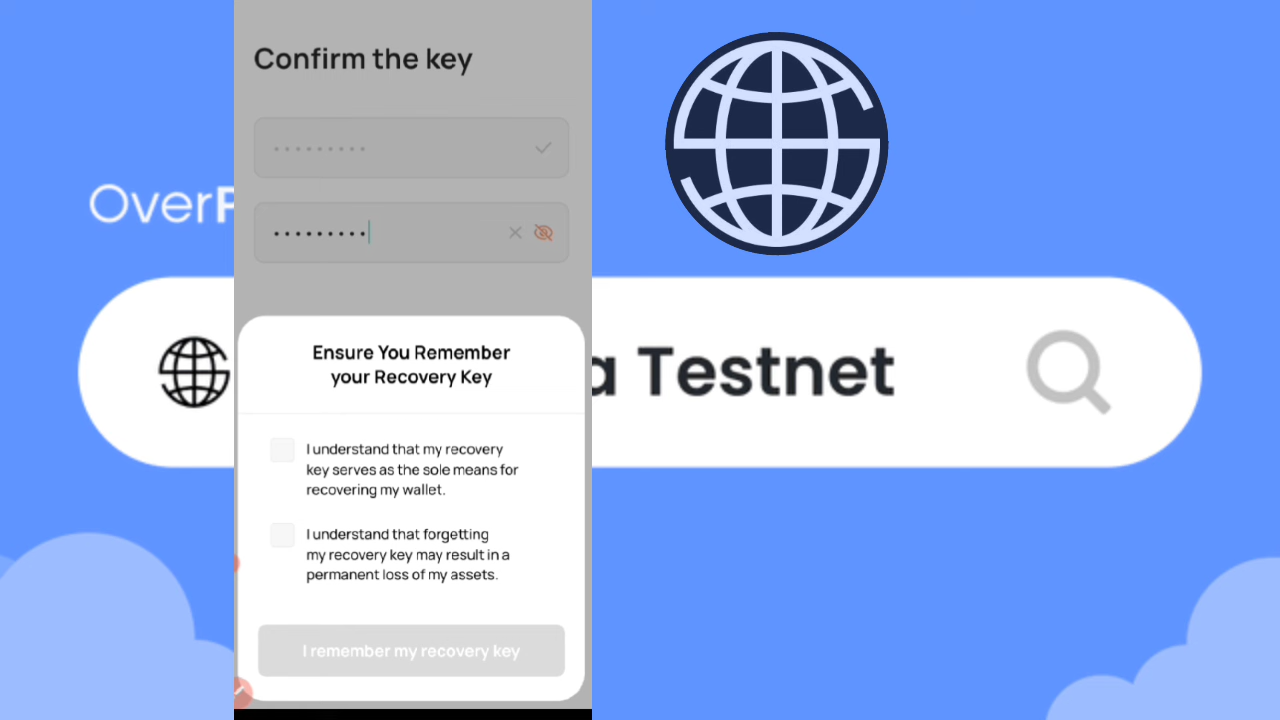 Confirm the key
•••••••••
•••••••••
Over
a Testnet
Ensure You Remember
your Recovery Key
I understand that my recovery
key serves as the sole means for
recovering my wallet.
I understand that forgetting
my recovery key may result in a
permanent loss of my assets.
I remember my recovery key